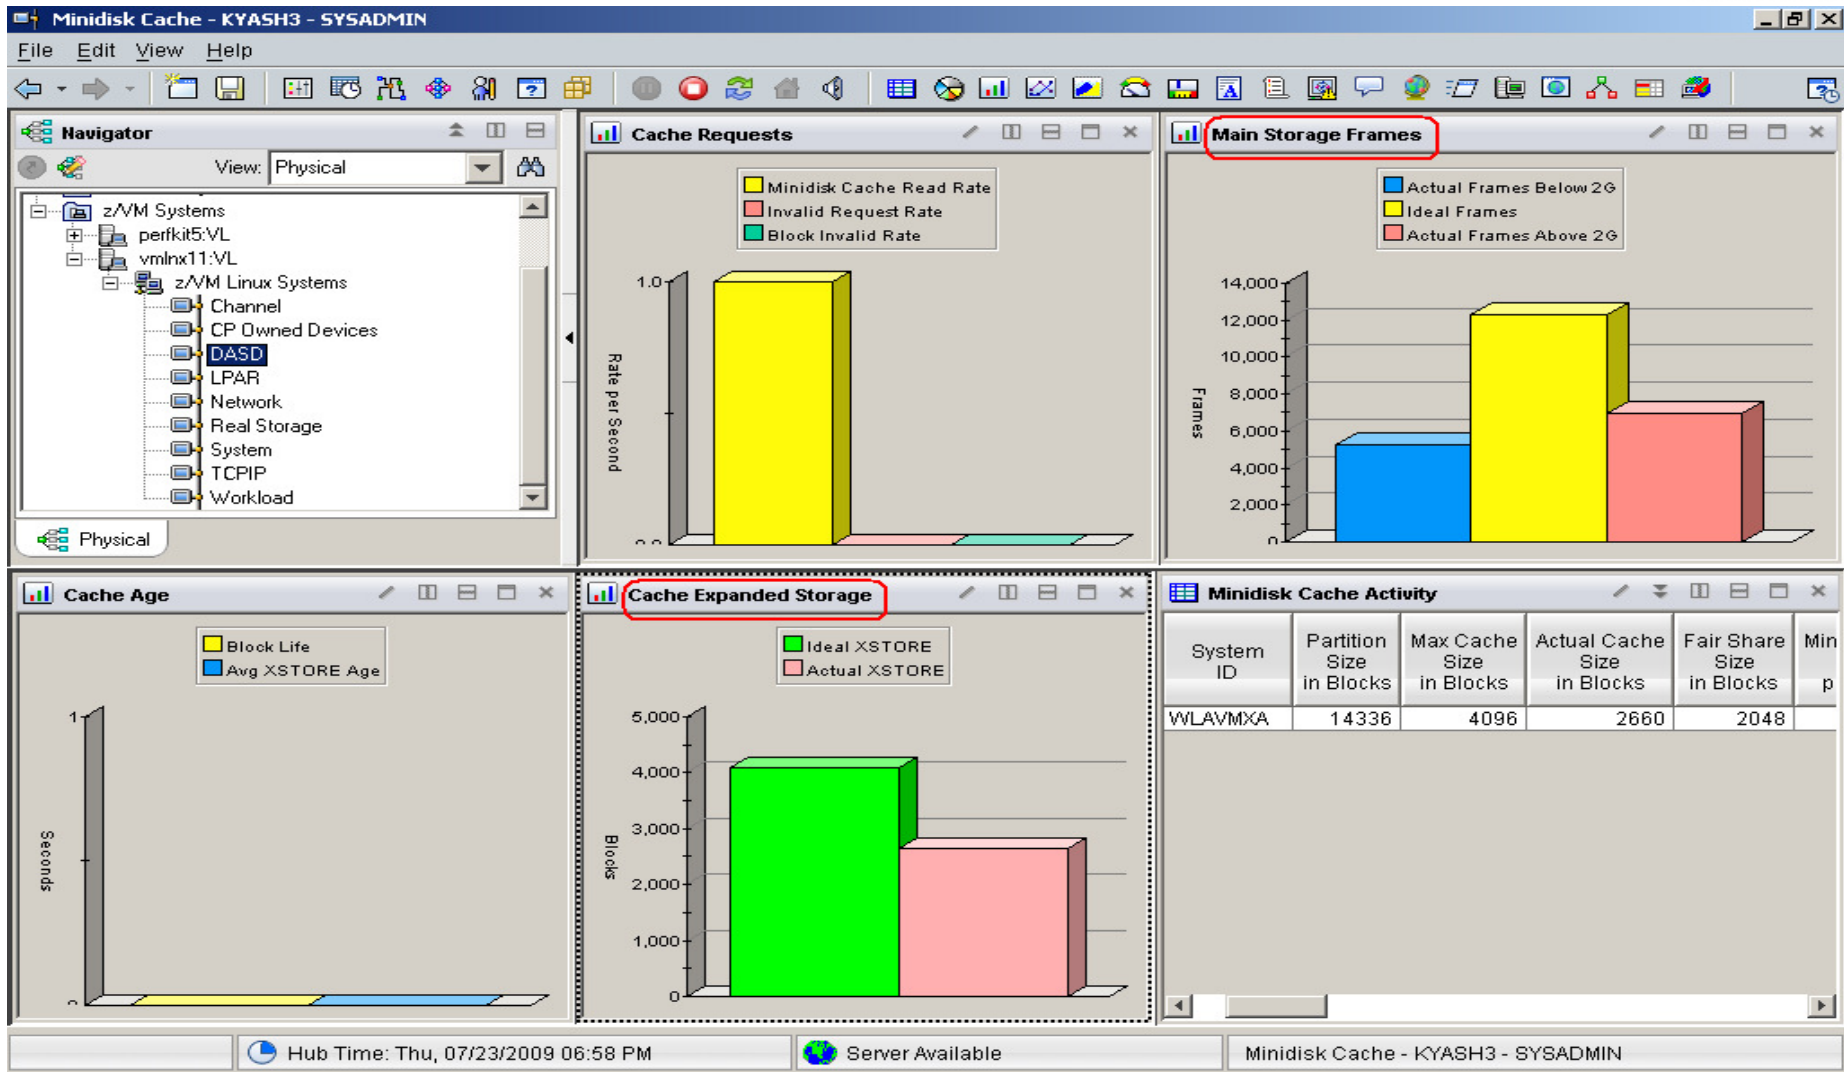 Minidisk Cache - KYASH3 - SYSADMIN
File Edit View Help
Navigator
View: Physical
z/VM Systems
perfkit5:VL
vmlnx11:VL
z/VM Linux Systems
Channel
CP Owned Devices
DASD
LPAR
Network
Real Storage
System
TCPIP
Workload
Physical
Cache Requests
Minidisk Cache Read Rate
Invalid Request Rate
Block Invalid Rate
1.0
Rate per Second
0.0
Main Storage Frames
Actual Frames Below 2G
Ideal Frames
Actual Frames Above 2G
14,000
12,000
10,000
8,000
6,000
4,000
2,000
0
Frames
Cache Age
Block Life
Avg XSTORE Age
1
Seconds
0
Cache Expanded Storage
Ideal XSTORE
Actual XSTORE
5,000
4,000
3,000
2,000
1,000
0
Blocks
Minidisk Cache Activity
System ID
Partition Size in Blocks
Max Cache Size in Blocks
Actual Cache Size in Blocks
Fair Share Size in Blocks
Min
p
WLAVMXA 14336 4096 2660 2048
Hub Time: Thu, 07/23/2009 06:58 PM
Server Available
Minidisk Cache - KYASH3 - SYSADMIN